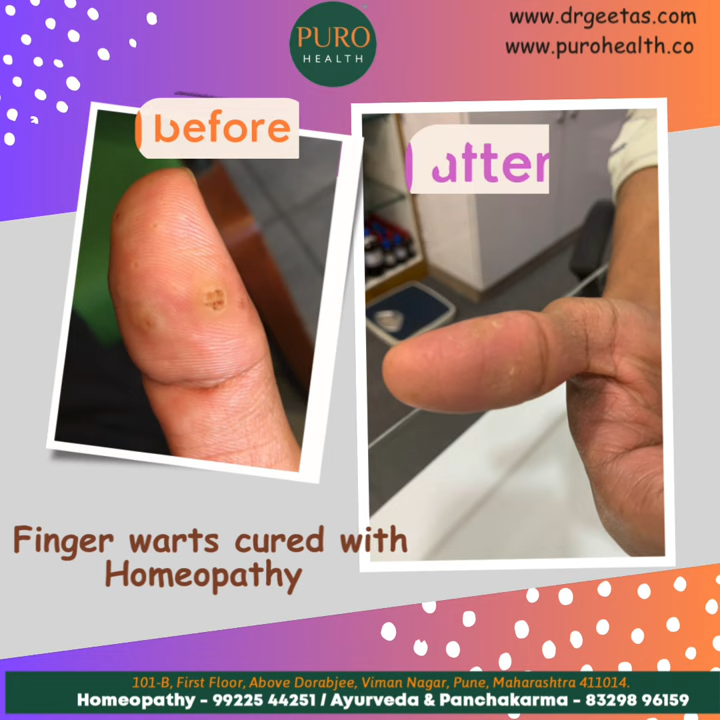 PURO
HEALTH
www.drgeetas.com
www.purohealth.co
before
after
Finger warts cured with
Homeopathy
101-B, First Floor, Above Dorabjee, Viman Nagar, Pune, Maharashtra 411014.
Homeopathy - 99225 44251 / Ayurveda & Panchakarma - 83298 96159